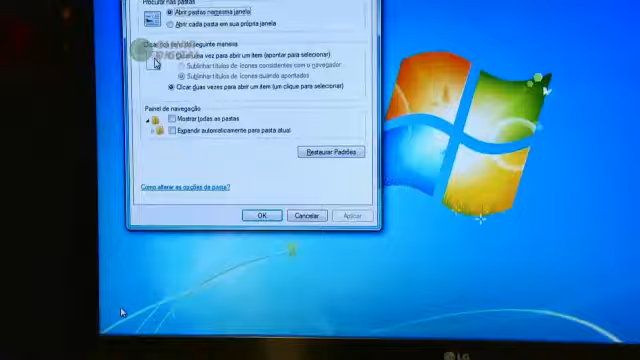 Procurar nas pastas
Abrir pastas na mesma janela
Abrir cada pasta em sua própria janela
Clicar nos itens da seguinte maneira
Clicar uma vez para abrir um item (apontar para selecionar)
Sublinhar títulos de ícones consistentes com o navegador
Sublinhar títulos de ícones quando apontados
Clicar duas vezes para abrir um item (um clique para selecionar)
Painel de navegação
Mostrar todas as pastas
Expandir automaticamente para pasta atual
Restaurar Padrões
Como alterar as opções de pasta?
OK
Cancelar
Aplicar
LG